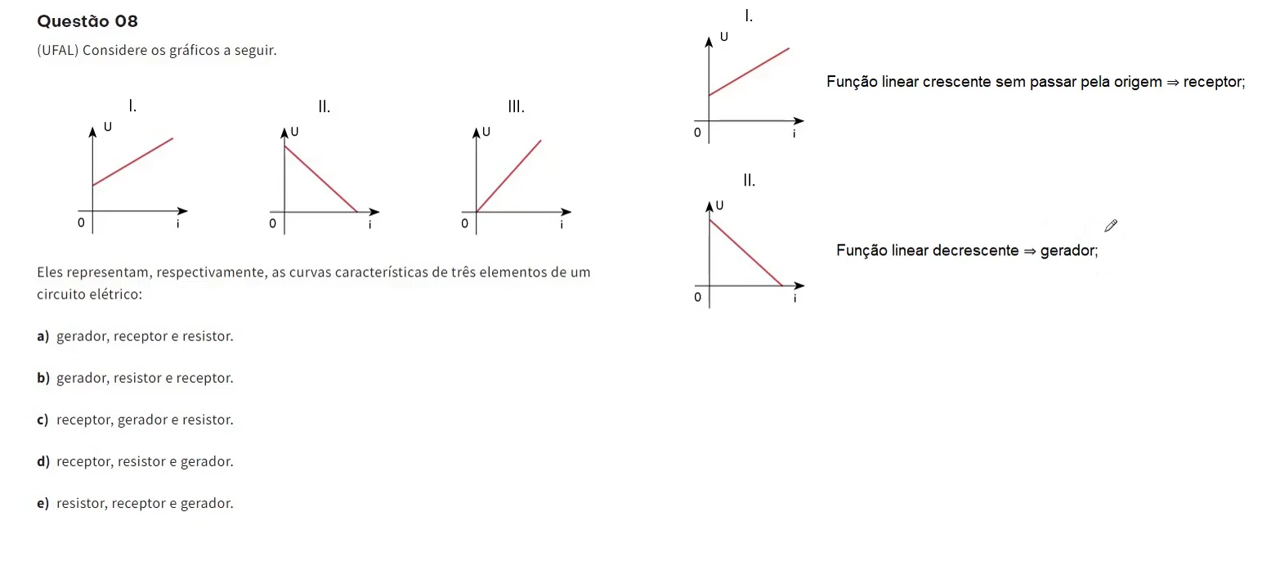 Questão 08
(UFAL) Considere os gráficos a seguir.
I.
U
0
i
II.
U
0
i
III.
U
0
i
Eles representam, respectivamente, as curvas características de três elementos de um
circuito elétrico:
a) gerador, receptor e resistor.
b) gerador, resistor e receptor.
c) receptor, gerador e resistor.
d) receptor, resistor e gerador.
e) resistor, receptor e gerador.
I.
U
0
i
Função linear crescente sem passar pela origem ⇒ receptor;
II.
U
0
i
Função linear decrescente ⇒ gerador;